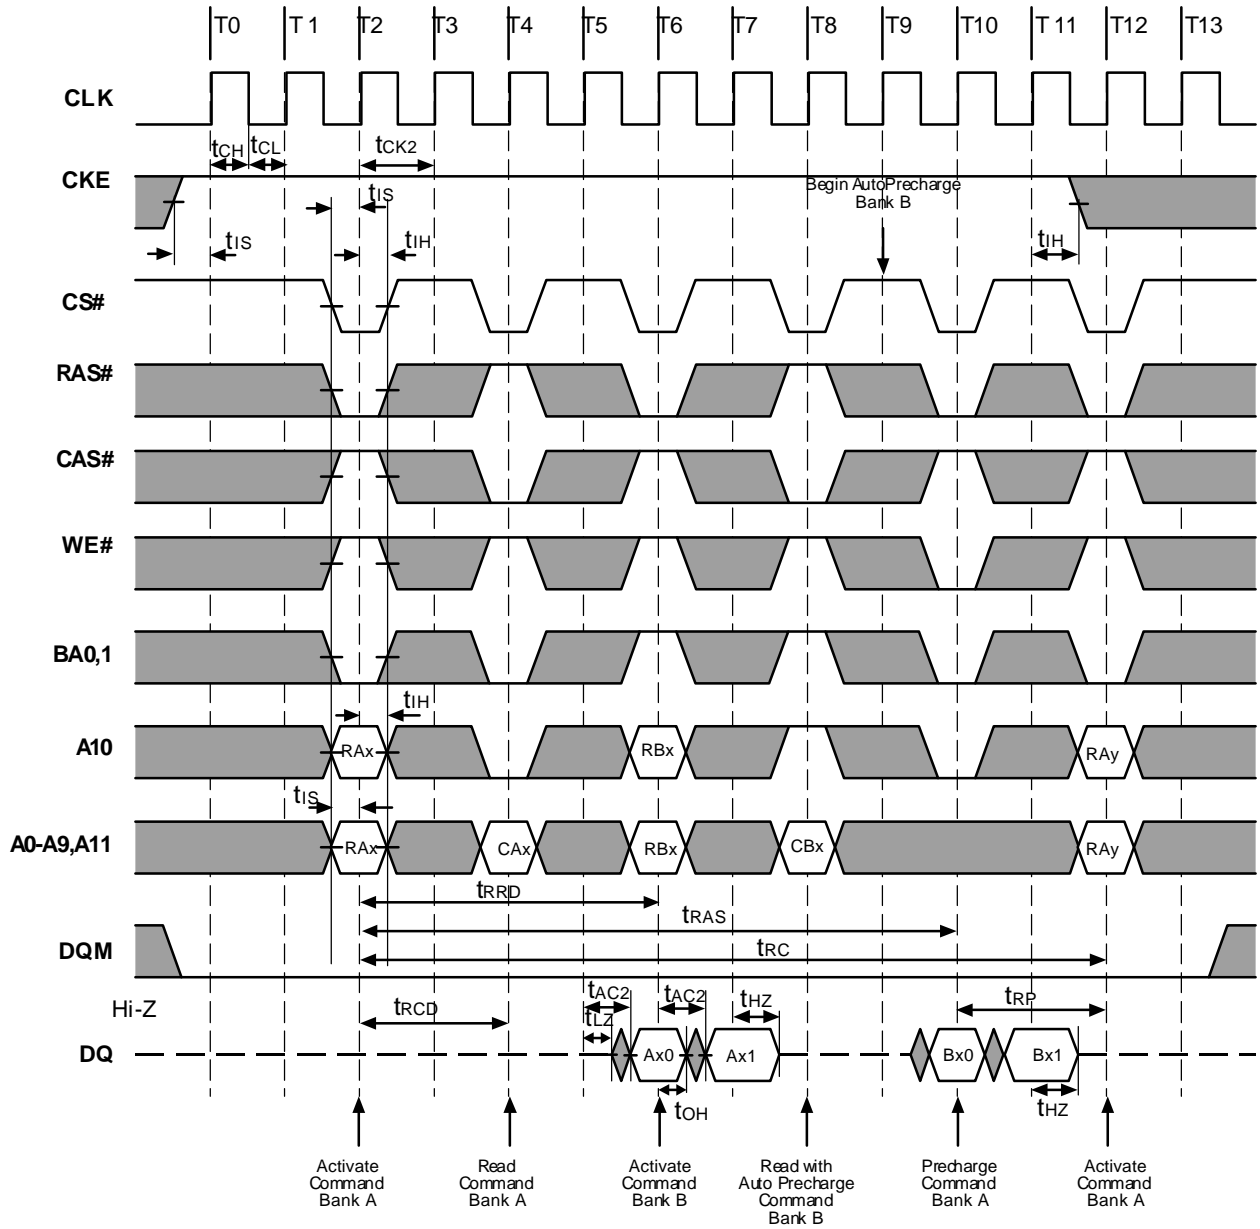 T0 T1 T2 T3 T4 T5 T6 T7 T8 T9 T10 T11 T12 T13
CLK
tCH tCL tCK2
CKE
Begin AutoPrecharge
Bank B
tIS
tIS tIH tIH
CS#
RAS#
CAS#
WE#
BA0,1
tIH
A10
RAx RBx RAy
tIS
A0-A9,A11
RAx CAx RBx CBx RAy
tRRD
tRAS
DQM
tRC
Hi-Z
tRCD tAC2 tAC2 tHZ tRP
tLZ
DQ
Ax0 Ax1 Bx0 Bx1
tOH tHZ
Activate
Command
Bank A
Read
Command
Bank A
Activate
Command
Bank B
Read with
Auto Precharge
Command
Bank B
Precharge
Command
Bank A
Activate
Command
Bank A